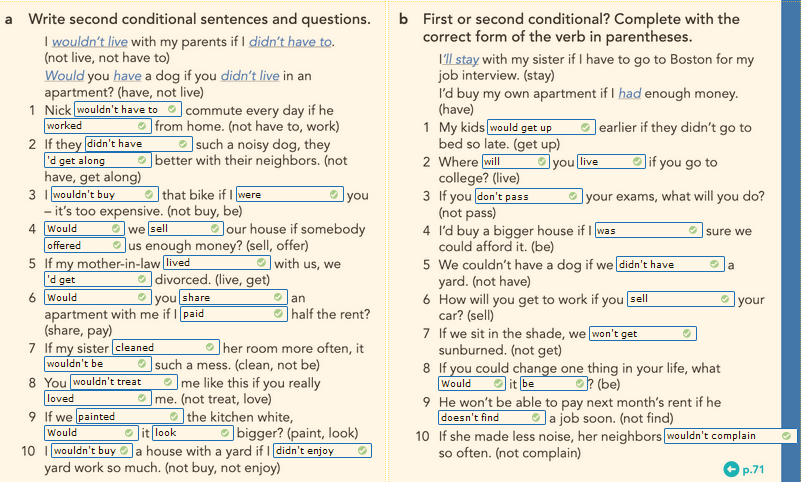 a Write second conditional sentences and questions.
I wouldn't live with my parents if I didn't have to.
(not live, not have to)
Would you have a dog if you didn't live in an
apartment? (have, not live)
1 Nick wouldn't have to commute every day if he
worked from home. (not have to, work)
2 If they didn't have such a noisy dog, they
'd get along better with their neighbors. (not
have, get along)
3 I wouldn't buy that bike if I were you
– it's too expensive. (not buy, be)
4 Would we sell our house if somebody
offered us enough money? (sell, offer)
5 If my mother-in-law lived with us, we
'd get divorced. (live, get)
6 Would you share an
apartment with me if I paid half the rent?
(share, pay)
7 If my sister cleaned her room more often, it
wouldn't be such a mess. (clean, not be)
8 You wouldn't treat me like this if you really
loved me. (not treat, love)
9 If we painted the kitchen white,
Would it look bigger? (paint, look)
10 I wouldn't buy a house with a yard if I didn't enjoy
yard work so much. (not buy, not enjoy)
b First or second conditional? Complete with the
correct form of the verb in parentheses.
I'll stay with my sister if I have to go to Boston for my
job interview. (stay)
I'd buy my own apartment if I had enough money.
(have)
1 My kids would get up earlier if they didn't go to
bed so late. (get up)
2 Where will you live if you go to
college? (live)
3 If you don't pass your exams, what will you do?
(not pass)
4 I'd buy a bigger house if I was sure we
could afford it. (be)
5 We couldn't have a dog if we didn't have a
yard. (not have)
6 How will you get to work if you sell your
car? (sell)
7 If we sit in the shade, we won't get
sunburned. (not get)
8 If you could change one thing in your life, what
Would it be? (be)
9 He won't be able to pay next month's rent if he
doesn't find a job soon. (not find)
10 If she made less noise, her neighbors wouldn't complain
so often. (not complain)
p.71